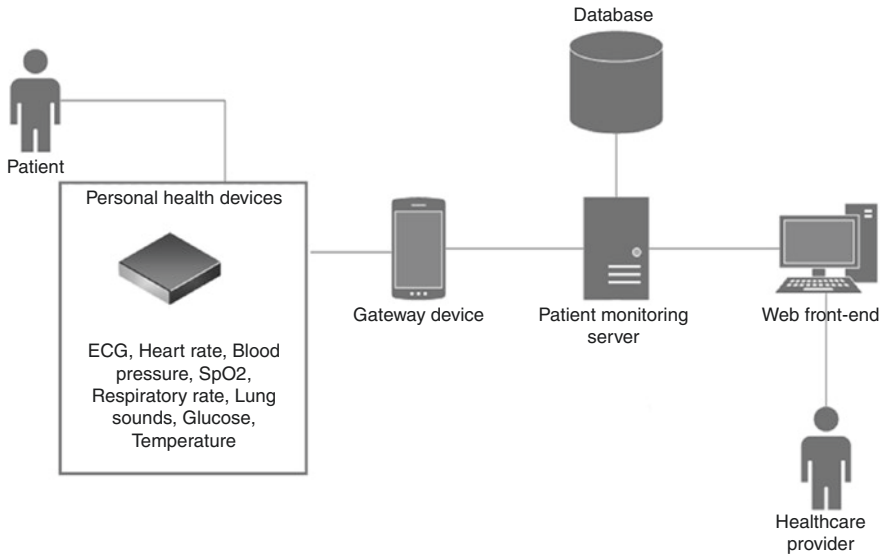 Database
Patient
Personal health devices
ECG, Heart rate, Blood
pressure, SpO2,
Respiratory rate, Lung
sounds, Glucose,
Temperature
Gateway device
Patient monitoring
server
Web front-end
Healthcare
provider